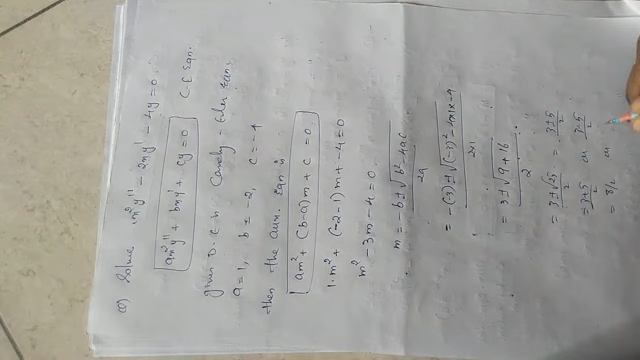 (Q) Solve x²y'' - 2xy' - 4y = 0.
ax²y'' + bxy' + cy = 0 C.E Eqn.
given D.E is Cauchy - Euler Eqn.
a = 1, b = -2, c = -4
then the aux. Eqn is
am² + (b-a)m + c = 0
1·m² + (-2-1)m + -4 = 0
m² - 3m - 4 = 0
m = -b ± √b² - 4ac / 2a
= -(-3) ± √(-3)² - 4×1×-4 / 2×1
= 3 ± √9 + 16 / 2
= 3 ± √25 / 2 = 3 ± 5 / 2
= 3+5 / 2 or 3-5 / 2
= 8/2 or